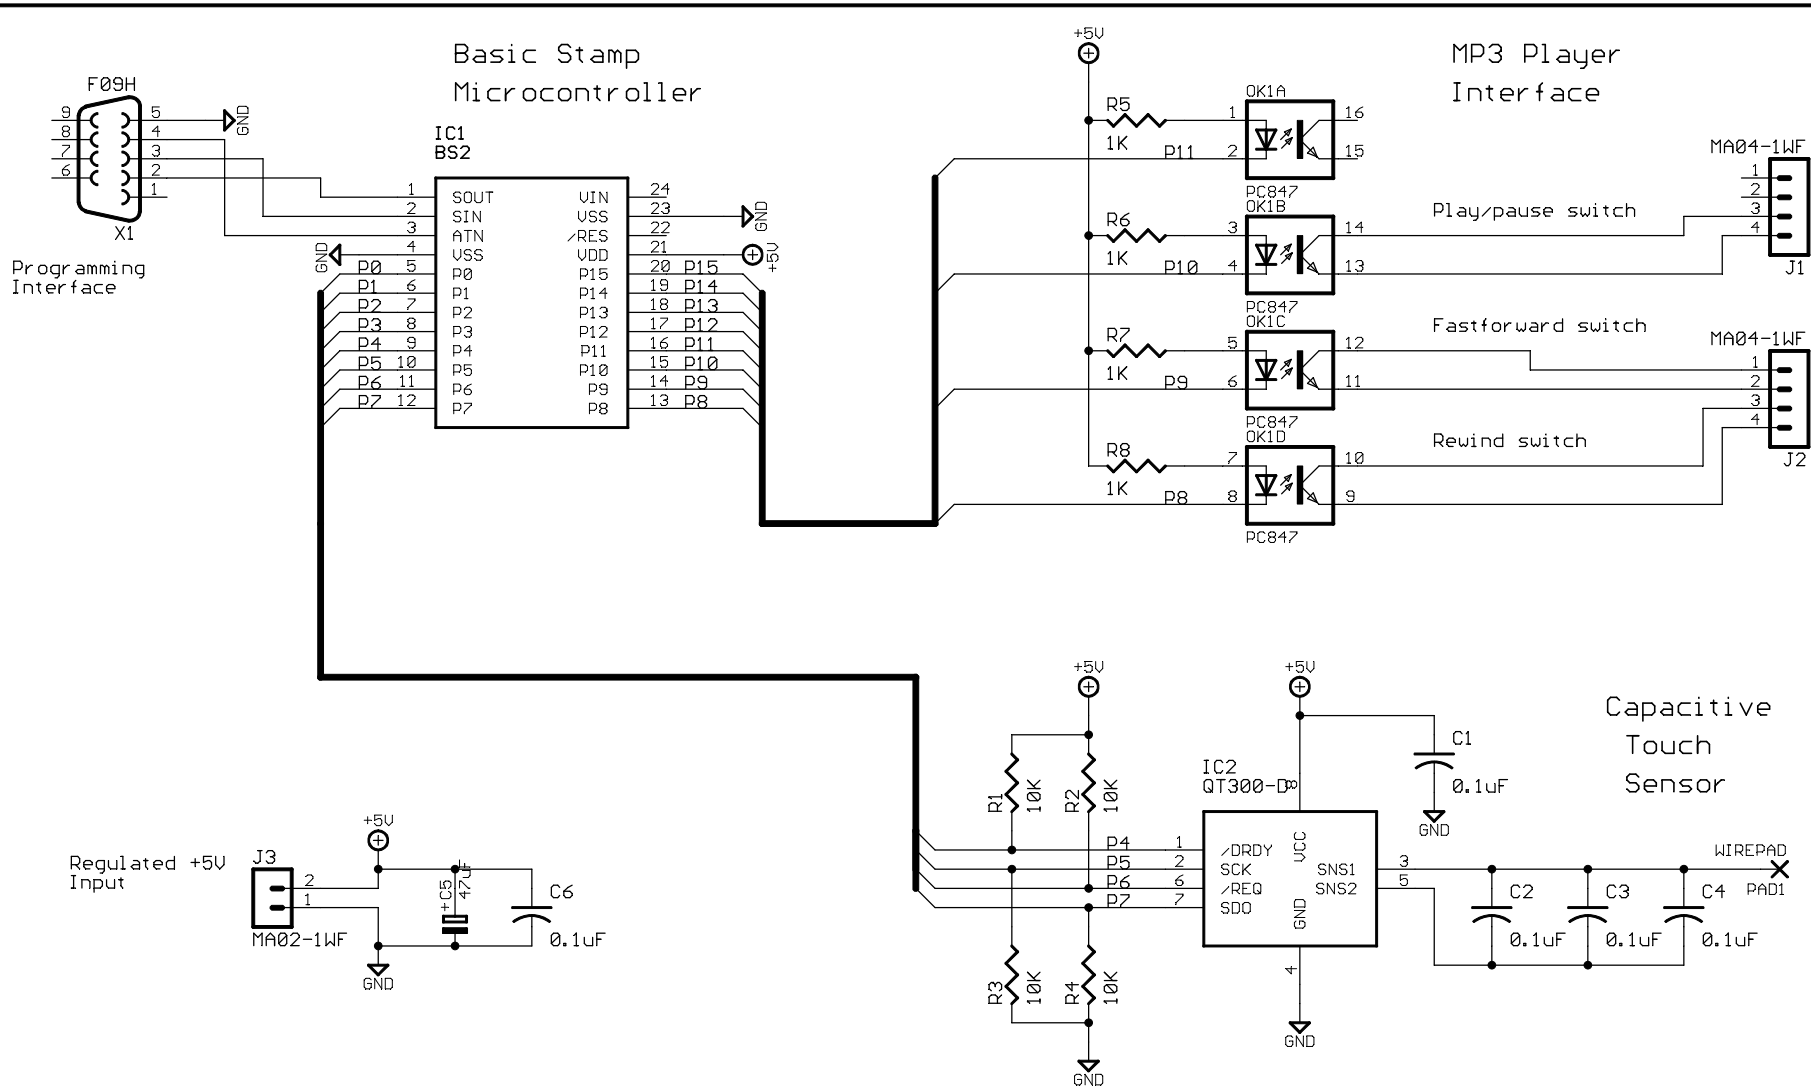 Basic Stamp
Microcontroller
MP3 Player
Interface
F09H
9
8
7
6
5
4
3
2
1
GND
X1
Programming
Interface
IC1
BS2
1 SOUT
2 SIN
3 ATN
GND 4 VSS
P0 5 P0
P1 6 P1
P2 7 P2
P3 8 P3
P4 9 P4
P5 10 P5
P6 11 P6
P7 12 P7
VIN 24
VSS 23 GND
/RES 22
VDD 21 +5V
P15 20 P15
P14 19 P14
P13 18 P13
P12 17 P12
P11 16 P11
P10 15 P10
P9 14 P9
P8 13 P8
+5V
R5
1K
P11
1
2
OK1A
16
15
PC847
R6
1K
P10
3
4
OK1B
14
13
PC847
R7
1K
P9
5
6
OK1C
12
11
PC847
R8
1K
P8
7
8
OK1D
10
9
PC847
Play/pause switch
Fastforward switch
Rewind switch
MA04-1WF
1
2
3
4
J1
MA04-1WF
1
2
3
4
J2
Regulated +5V
Input
J3
2
1
MA02-1WF
+5V
+C5
47uF
C6
0.1uF
GND
+5V
R1
10K
R2
10K
R3
10K
R4
10K
GND
P4 1 /DRDY
P5 2 SCK
P6 6 /REQ
P7 7 SDO
+5V
IC2
QT300-D
8
VCC
GND
4
GND
SNS1 3
SNS2 5
C1
0.1uF
GND
Capacitive
Touch
Sensor
C2
0.1uF
C3
0.1uF
C4
0.1uF
WIREPAD
PAD1